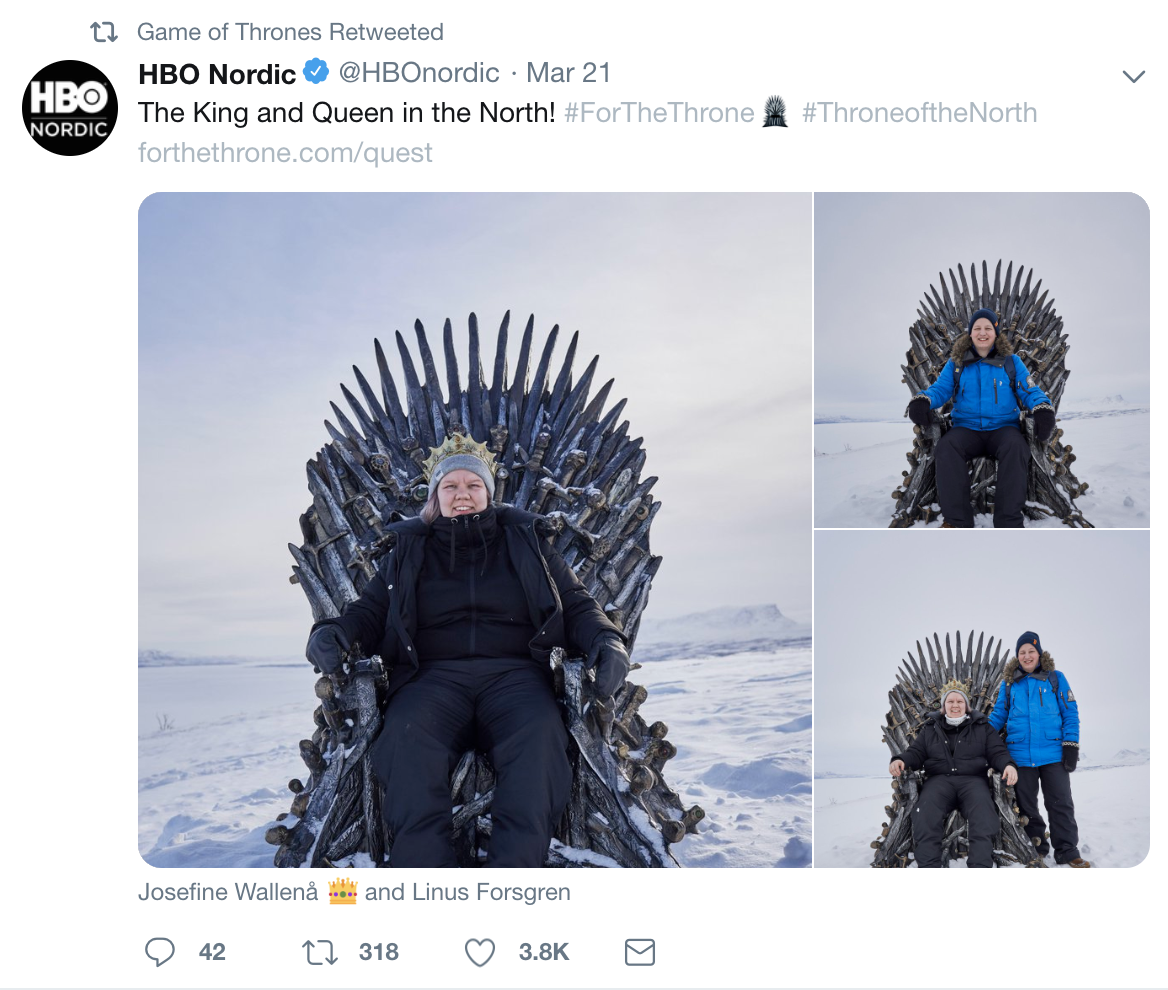 Game of Thrones Retweeted
HBO Nordic @HBOnordic · Mar 21
HBO
NORDIC
The King and Queen in the North! #ForTheThrone #ThroneoftheNorth
forthethrone.com/quest
Josefine Wallenå 👑 and Linus Forsgren
42 318 3.8K